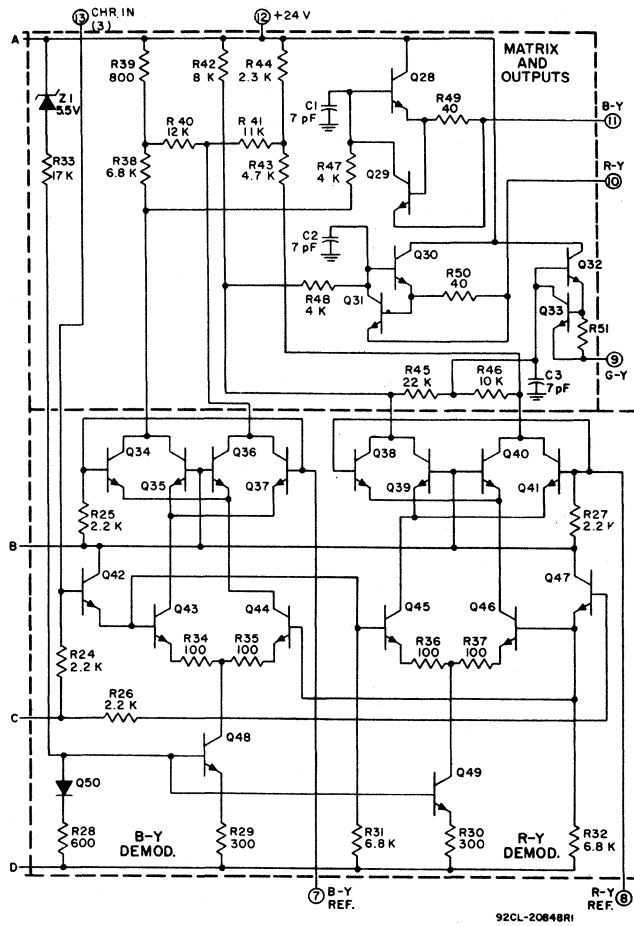 13 CHR. IN
(3)
12 +24 V
A
R39
800
R42
8 K
R44
2.3 K
MATRIX
AND
OUTPUTS
Z1
5.5V
Q28
C1
7 pF
R49
40
B-Y
11
R 40
12 K
R 41
11 K
R33
17 K
R38
6.8 K
R43
4.7 K
R47
4 K
Q29
R-Y
10
C2
7 pF
Q30
Q32
R50
40
R48
4 K
Q31
Q33
R51
9
G-Y
R45
22 K
R46
10 K
C3
7 pF
Q34
Q36
Q38
Q40
Q35
Q37
Q39
Q41
R25
2.2 K
R27
2.2 K
B
Q42
Q47
Q43
Q44
Q45
Q46
R34
100
R35
100
R36
100
R37
100
R24
2.2 K
R26
2.2 K
C
Q48
Q49
Q50
R28
600
B-Y
DEMOD.
R29
300
R31
6.8 K
R30
300
R-Y
DEMOD.
R32
6.8 K
D
7 B-Y
REF.
R-Y 8
REF.
92CL-20848R1